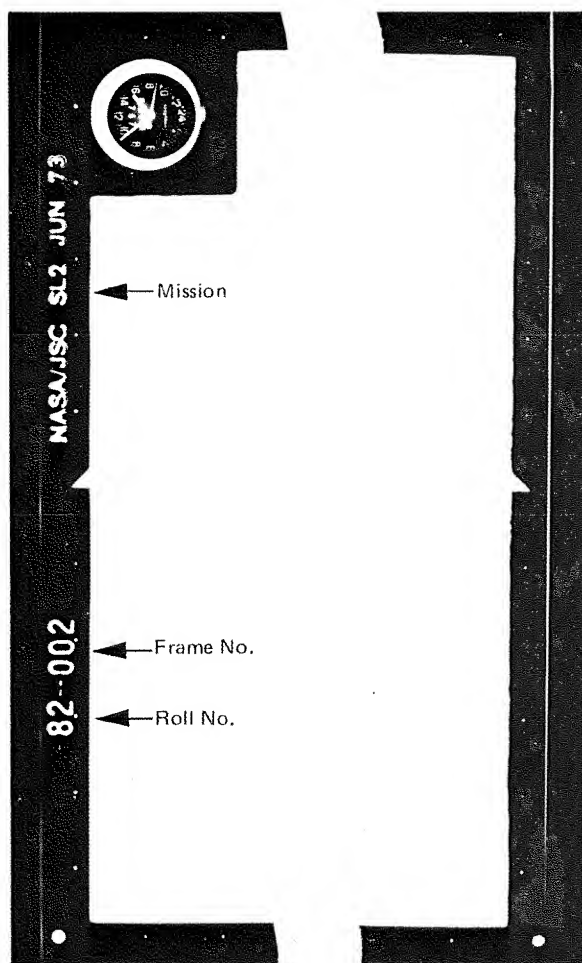 NASA/JSC SL2 JUN 73
Mission
82-002
Frame No.
Roll No.